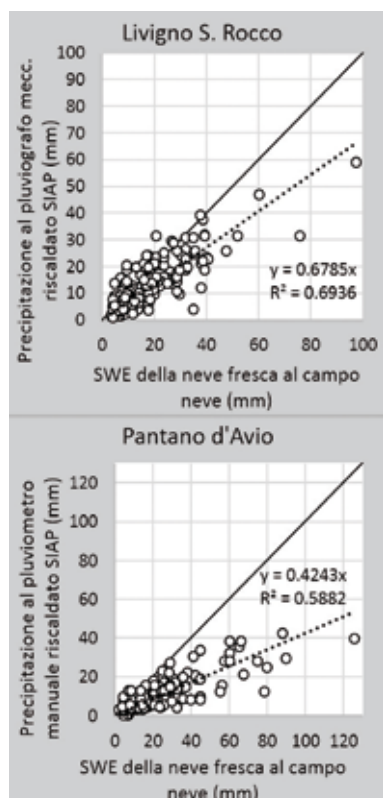 Livigno S. Rocco
Precipitazione al pluviografo mecc.
riscaldato SIAP (mm)
100
90
80
70
60
50
40
30
20
10
0
y = 0.6785x
R² = 0.6936
0 20 40 60 80 100
SWE della neve fresca al campo
neve (mm)
Pantano d'Avio
Precipitazione al pluviometro
manuale riscaldato SIAP (mm)
120
100
80
60
40
20
0
y = 0.4243x
R² = 0.5882
0 20 40 60 80 100 120
SWE della neve fresca al campo
neve (mm)